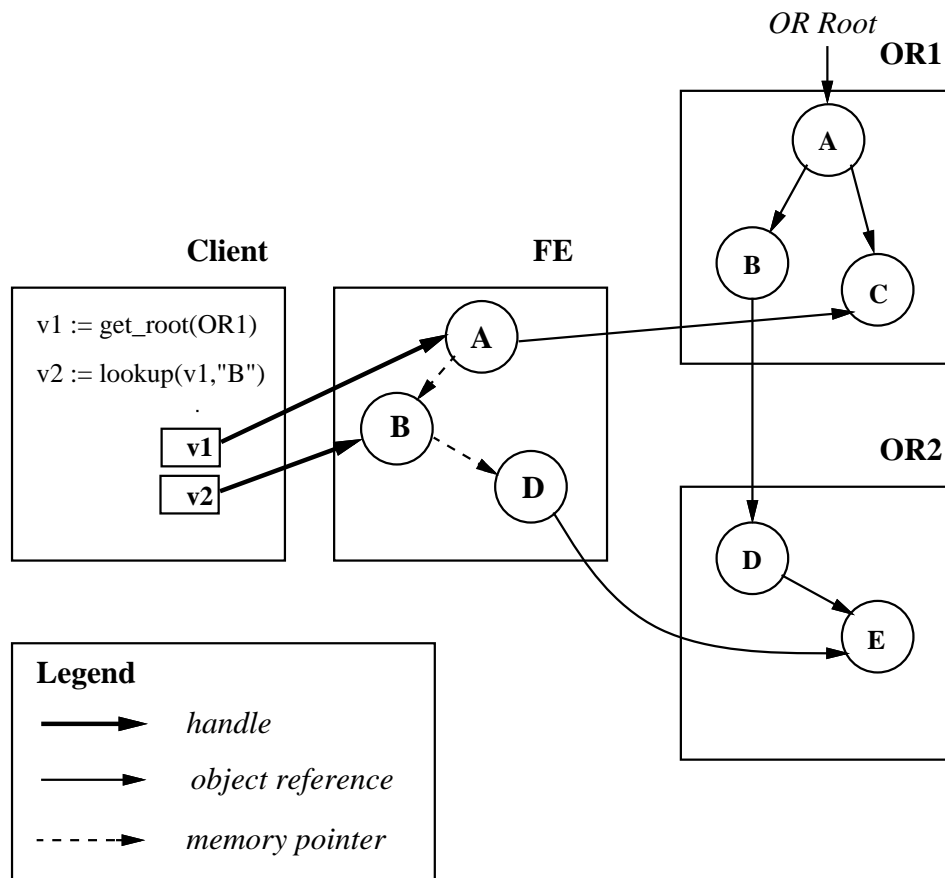 OR Root
OR1
A
B
C
Client
FE
v1 := get_root(OR1)
v2 := lookup(v1,"B")
.
v1
v2
A
B
D
OR2
D
E
Legend
handle
object reference
memory pointer